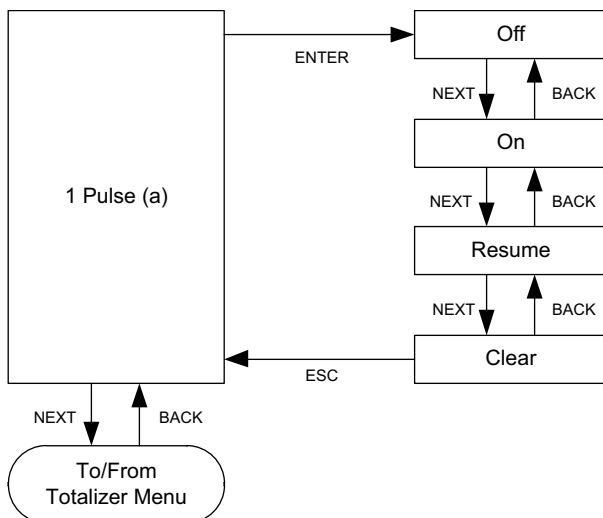 Off
ENTER
NEXT
BACK
On
1 Pulse (a)
NEXT
BACK
Resume
NEXT
BACK
Clear
ESC
NEXT
BACK
To/From
Totalizer Menu